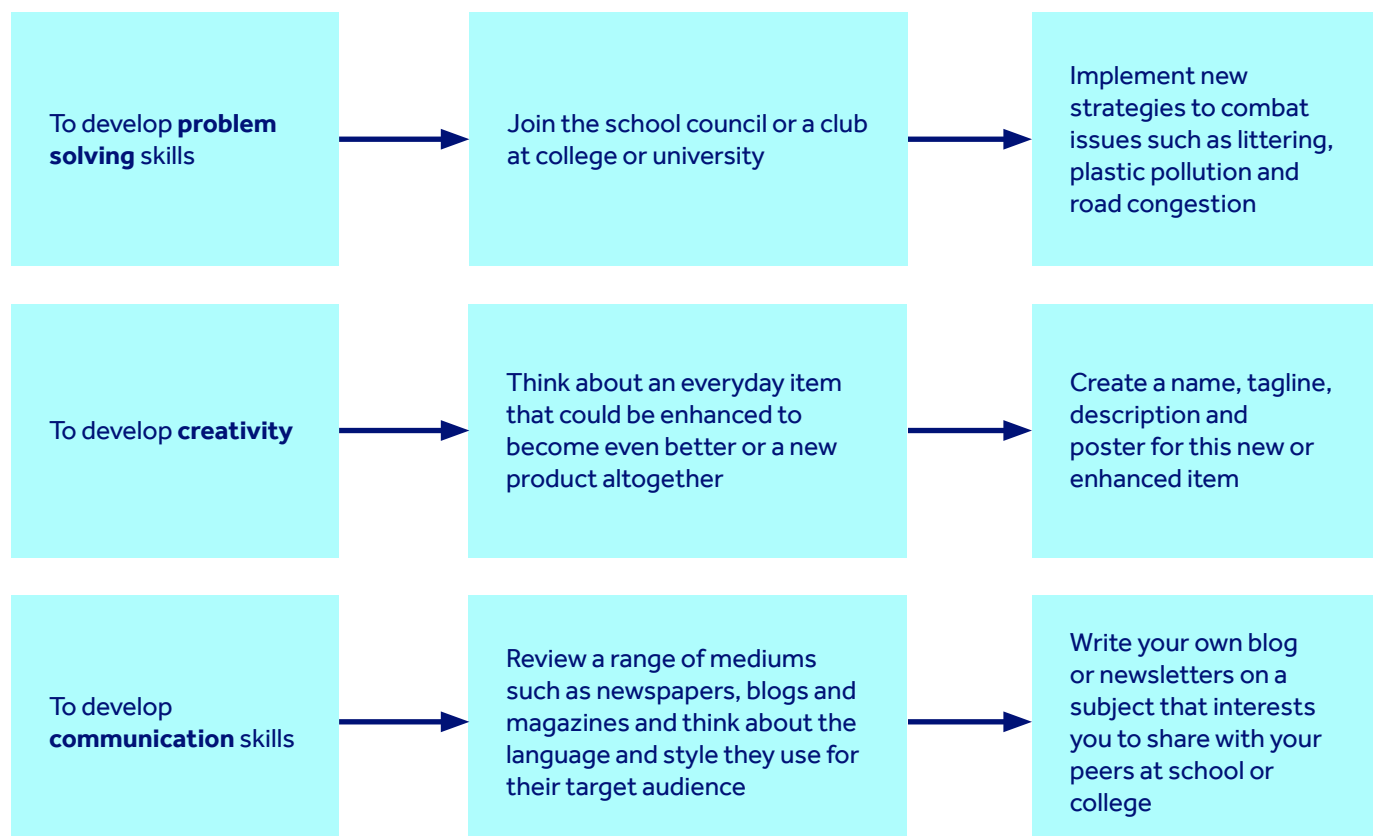 To develop problem
solving skills
Join the school council or a club
at college or university
Implement new
strategies to combat
issues such as littering,
plastic pollution and
road congestion
To develop creativity
Think about an everyday item
that could be enhanced to
become even better or a new
product altogether
Create a name, tagline,
description and
poster for this new or
enhanced item
To develop
communication skills
Review a range of mediums
such as newspapers, blogs and
magazines and think about the
language and style they use for
their target audience
Write your own blog
or newsletters on a
subject that interests
you to share with your
peers at school or
college